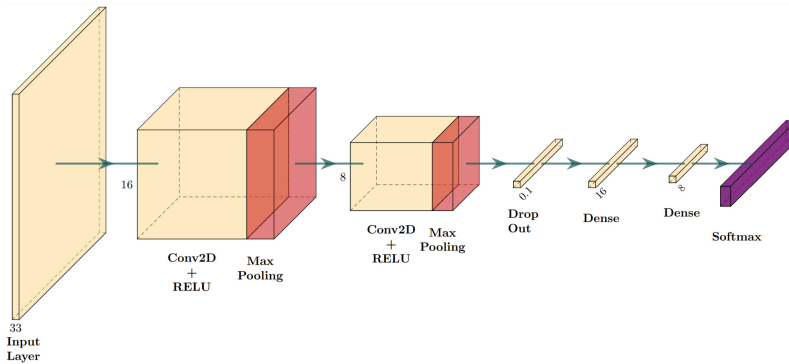 33
Input
Layer
16
Conv2D
+
RELU
Max
Pooling
8
Conv2D
+
RELU
Max
Pooling
0.1
Drop
Out
16
Dense
8
Dense
Softmax